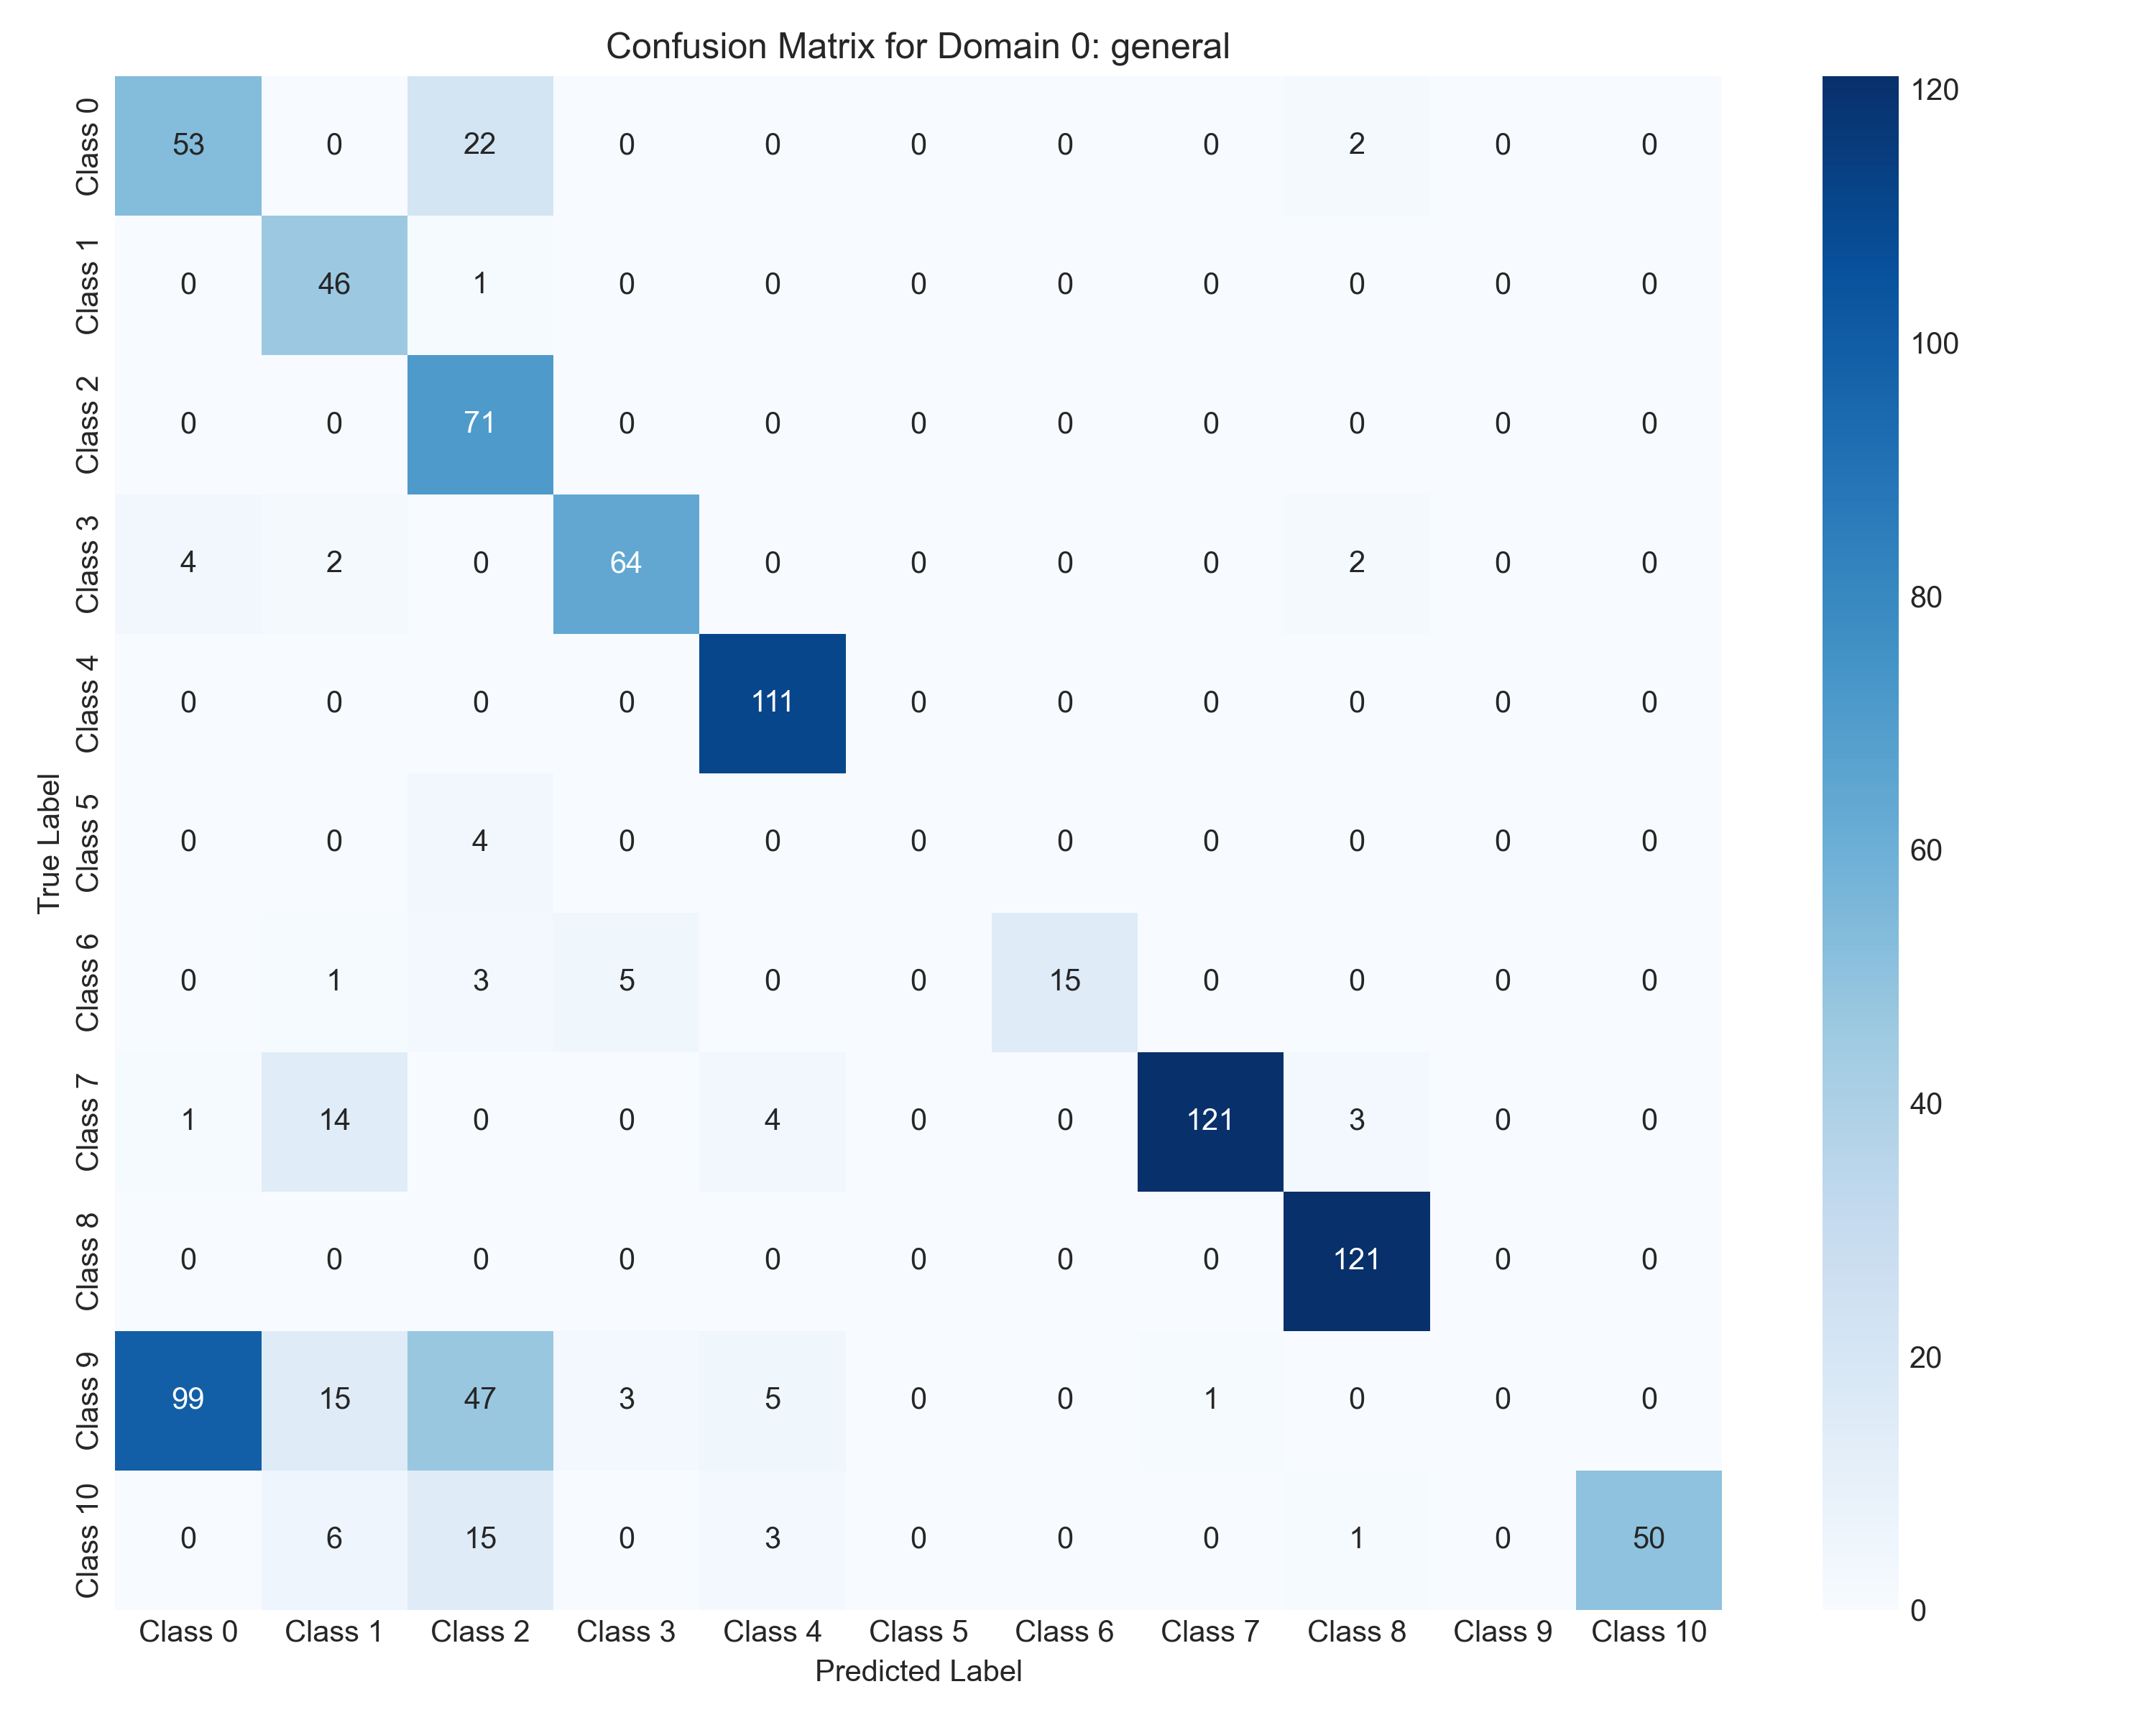 Confusion Matrix for Domain 0: general
Class 0 53 0 22 0 0 0 0 0 2 0 0
Class 1 0 46 1 0 0 0 0 0 0 0 0
Class 2 0 0 71 0 0 0 0 0 0 0 0
Class 3 4 2 0 64 0 0 0 0 2 0 0
Class 4 0 0 0 0 111 0 0 0 0 0 0
Class 5 0 0 4 0 0 0 0 0 0 0 0
Class 6 0 1 3 5 0 0 15 0 0 0 0
Class 7 1 14 0 0 4 0 0 121 3 0 0
Class 8 0 0 0 0 0 0 0 0 121 0 0
Class 9 99 15 47 3 5 0 0 1 0 0 0
Class 10 0 6 15 0 3 0 0 0 1 0 50
Class 0 Class 1 Class 2 Class 3 Class 4 Class 5 Class 6 Class 7 Class 8 Class 9 Class 10
Predicted Label
True Label
120
100
80
60
40
20
0